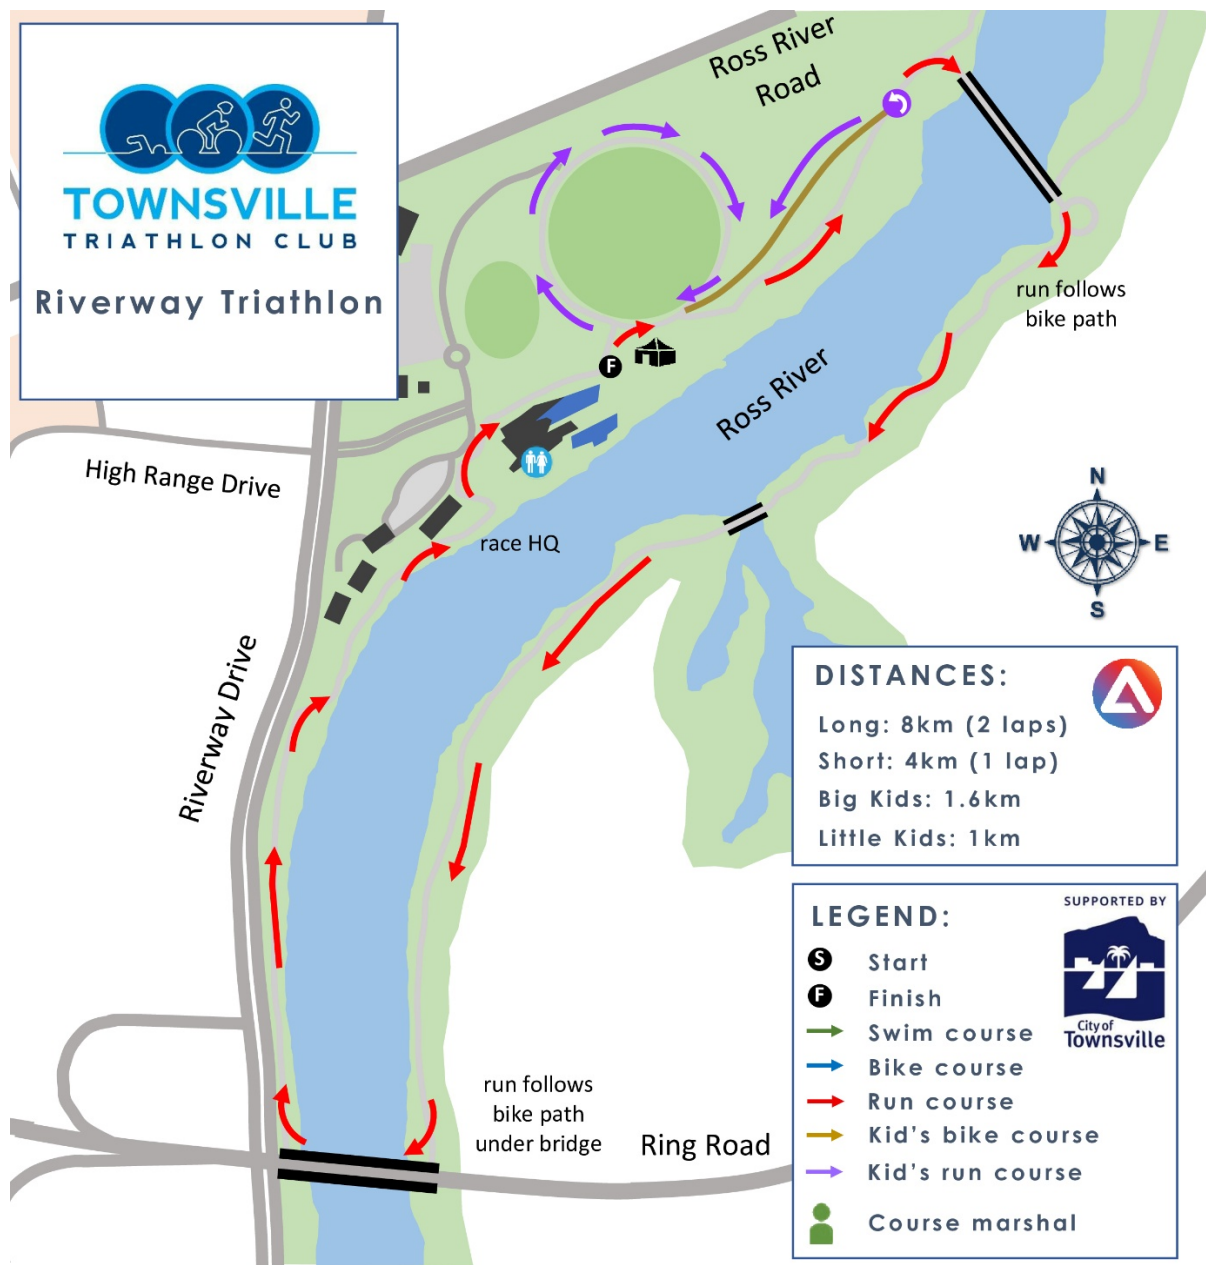 TOWNSVILLE
TRIATHLON CLUB
Riverway Triathlon
Ross River
Road
run follows
bike path
F
Ross River
High Range Drive
race HQ
N
W
E
S
Riverway Drive
DISTANCES:
Long: 8km (2 laps)
Short: 4km (1 lap)
Big Kids: 1.6km
Little Kids: 1km
SUPPORTED BY
City of
Townsville
LEGEND:
S Start
F Finish
Swim course
Bike course
Run course
Kid's bike course
Kid's run course
Course marshal
run follows
bike path
under bridge
Ring Road